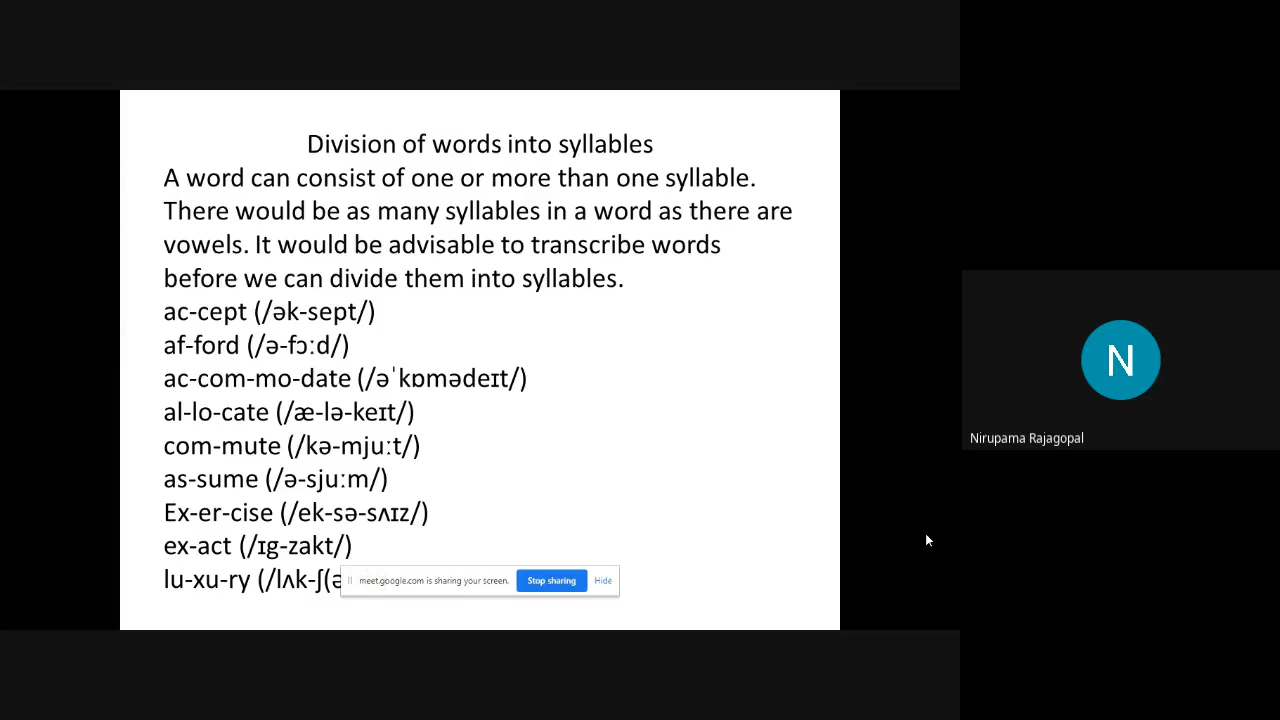 Division of words into syllables
A word can consist of one or more than one syllable.
There would be as many syllables in a word as there are
vowels. It would be advisable to transcribe words
before we can divide them into syllables.
ac-cept (/ək-sept/)
af-ford (/ə-fɔːd/)
ac-com-mo-date (/əˈkɒmədeɪt/)
al-lo-cate (/æ-lə-keɪt/)
com-mute (/kə-mjuːt/)
as-sume (/ə-sjuːm/)
Ex-er-cise (/ek-sə-sʌɪz/)
ex-act (/ɪɡ-zakt/)
lu-xu-ry (/lʌk-ʃ(ə
meet.google.com is sharing your screen. Stop sharing Hide
N
Nirupama Rajagopal